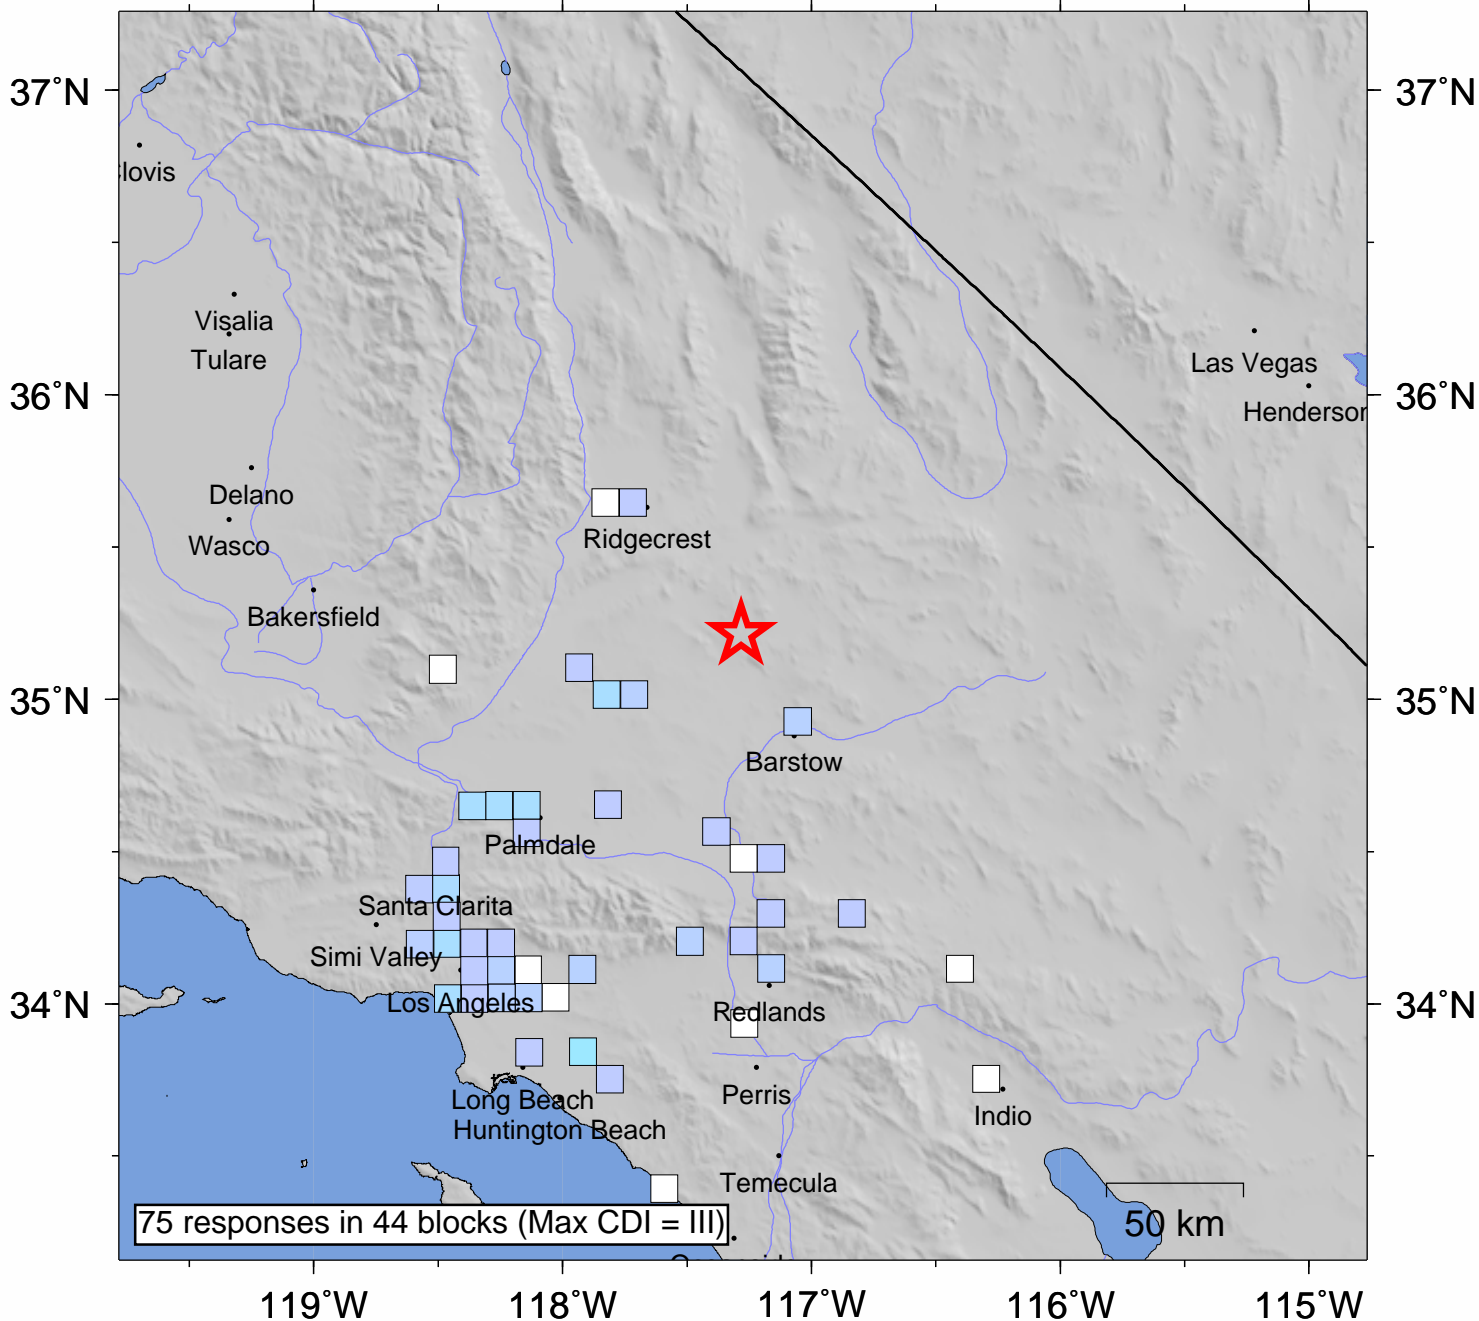 37°N 37°N
Clovis
Visalia
Tulare
Las Vegas
36°N 36°N
Henderson
Delano
Wasco
Ridgecrest
Bakersfield
35°N 35°N
Barstow
Palmdale
Santa Clarita
Simi Valley
34°N Los Angeles Redlands 34°N
Perris
Long Beach
Indio
Huntington Beach
Temecula
75 responses in 44 blocks (Max CDI = III)
50 km
119°W 118°W 117°W 116°W 115°W